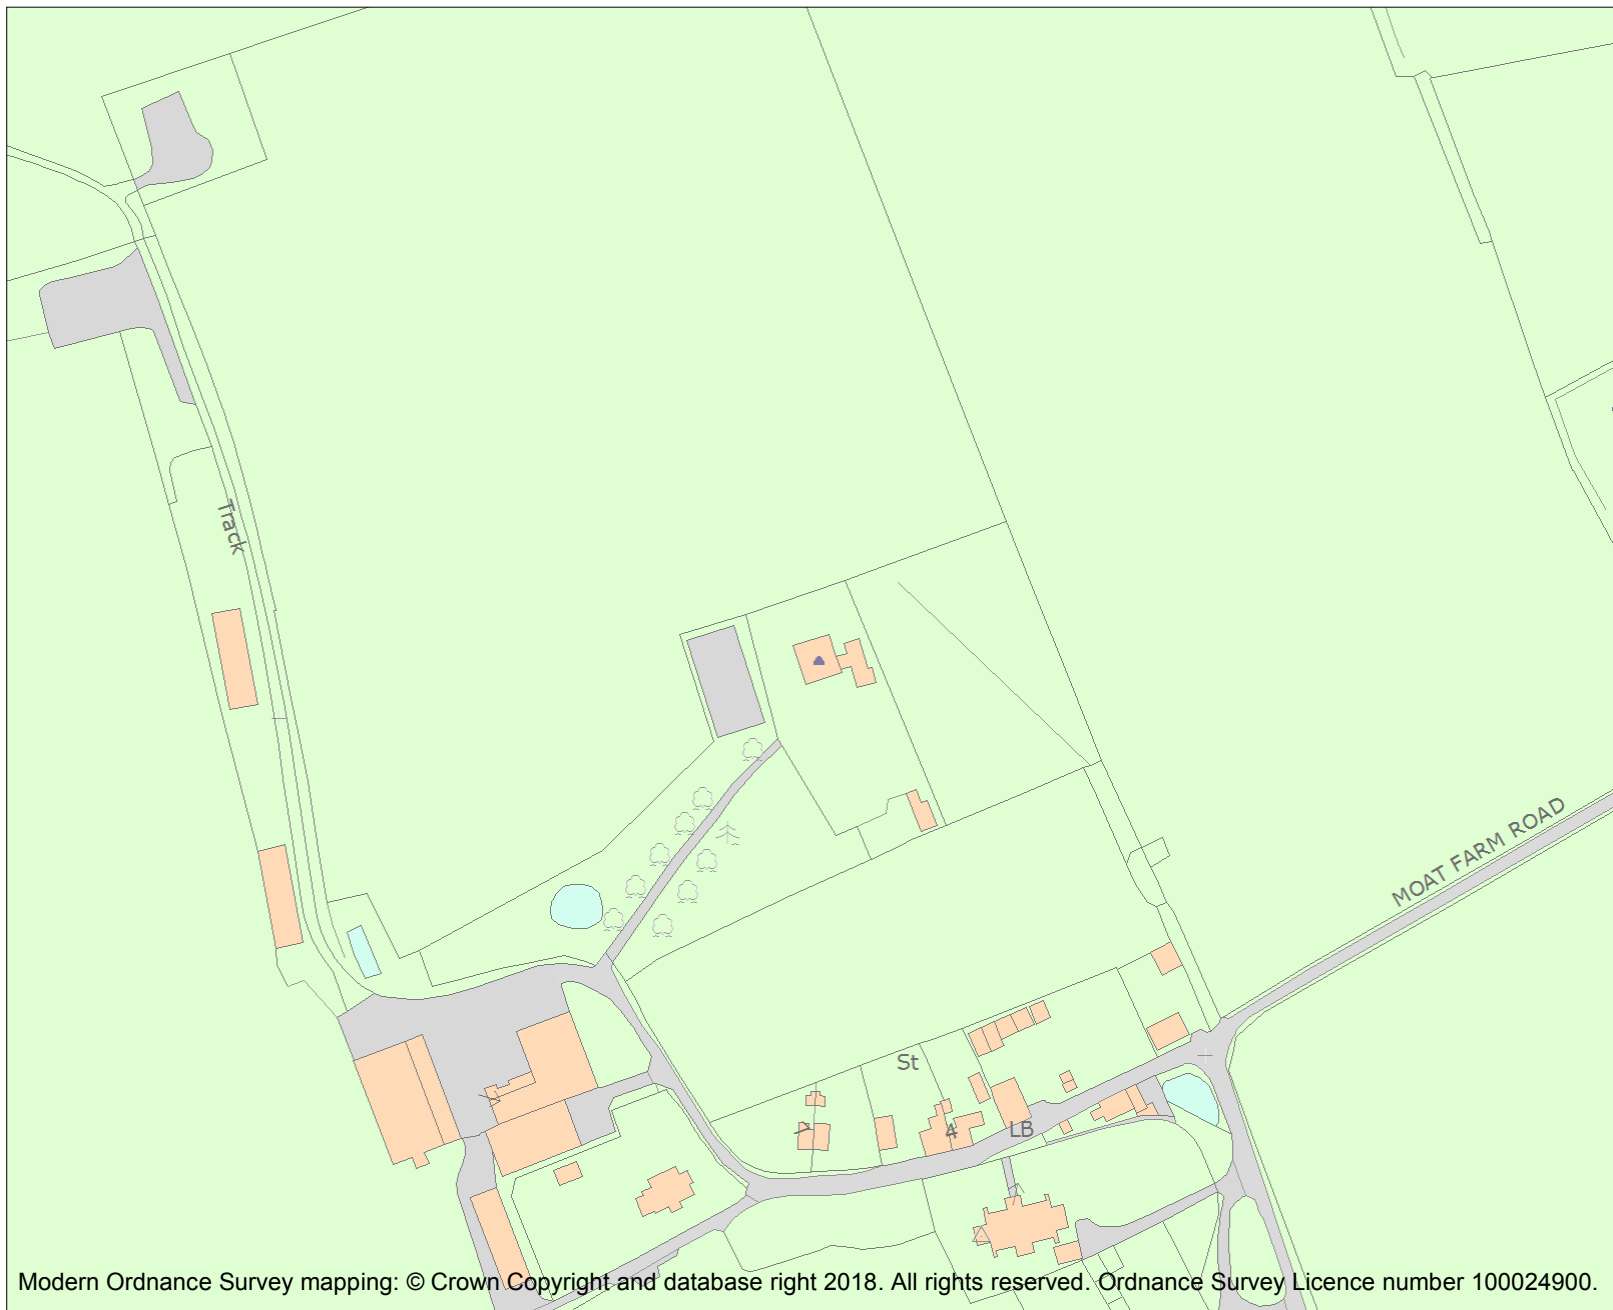 Track
MOAT FARM ROAD
St
4
LB
Modern Ordnance Survey mapping: © Crown Copyright and database right 2018. All rights reserved. Ordnance Survey Licence number 100024900.